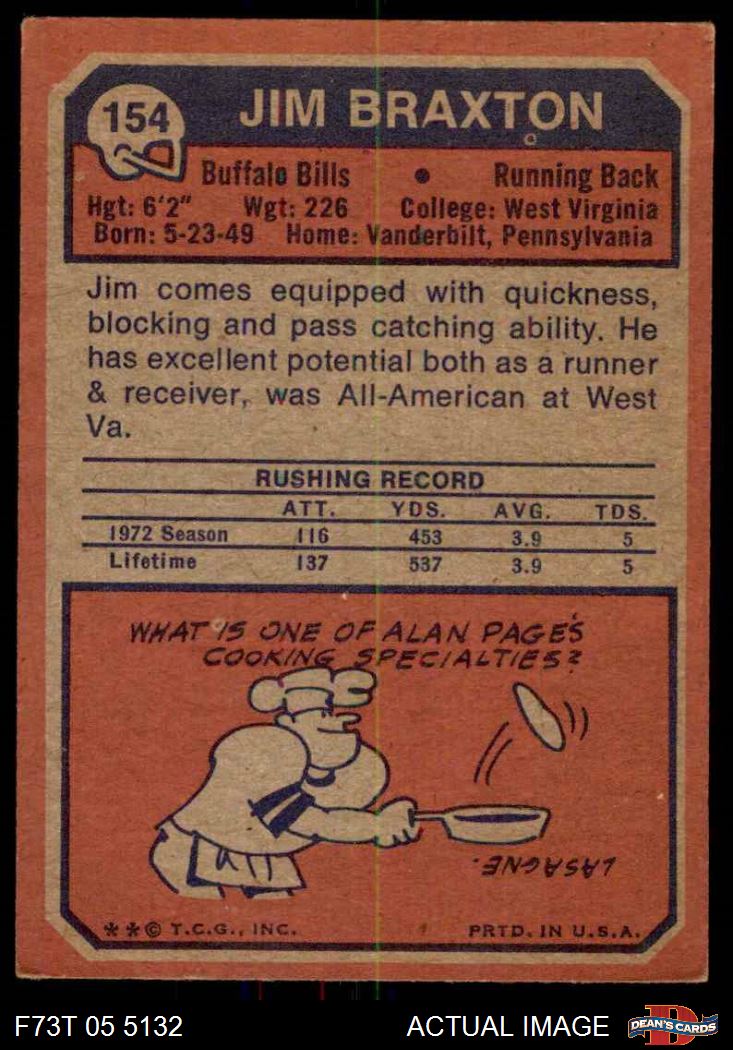 154
JIM BRAXTON
Buffalo Bills • Running Back
Hgt: 6'2" Wgt: 226 College: West Virginia
Born: 5-23-49 Home: Vanderbilt, Pennsylvania
Jim comes equipped with quickness,
blocking and pass catching ability. He
has excellent potential both as a runner
& receiver, was All-American at West
Va.
RUSHING RECORD
ATT. YDS. AVG. TDS.
1972 Season 116 453 3.9 5
Lifetime 137 537 3.9 5
WHAT IS ONE OF ALAN PAGE'S
COOKING SPECIALTIES?
LASAGNE.
**© T.C.G., INC. PRTD. IN U.S.A.
F73T 05 5132 ACTUAL IMAGE
D
DEAN'S CARDS